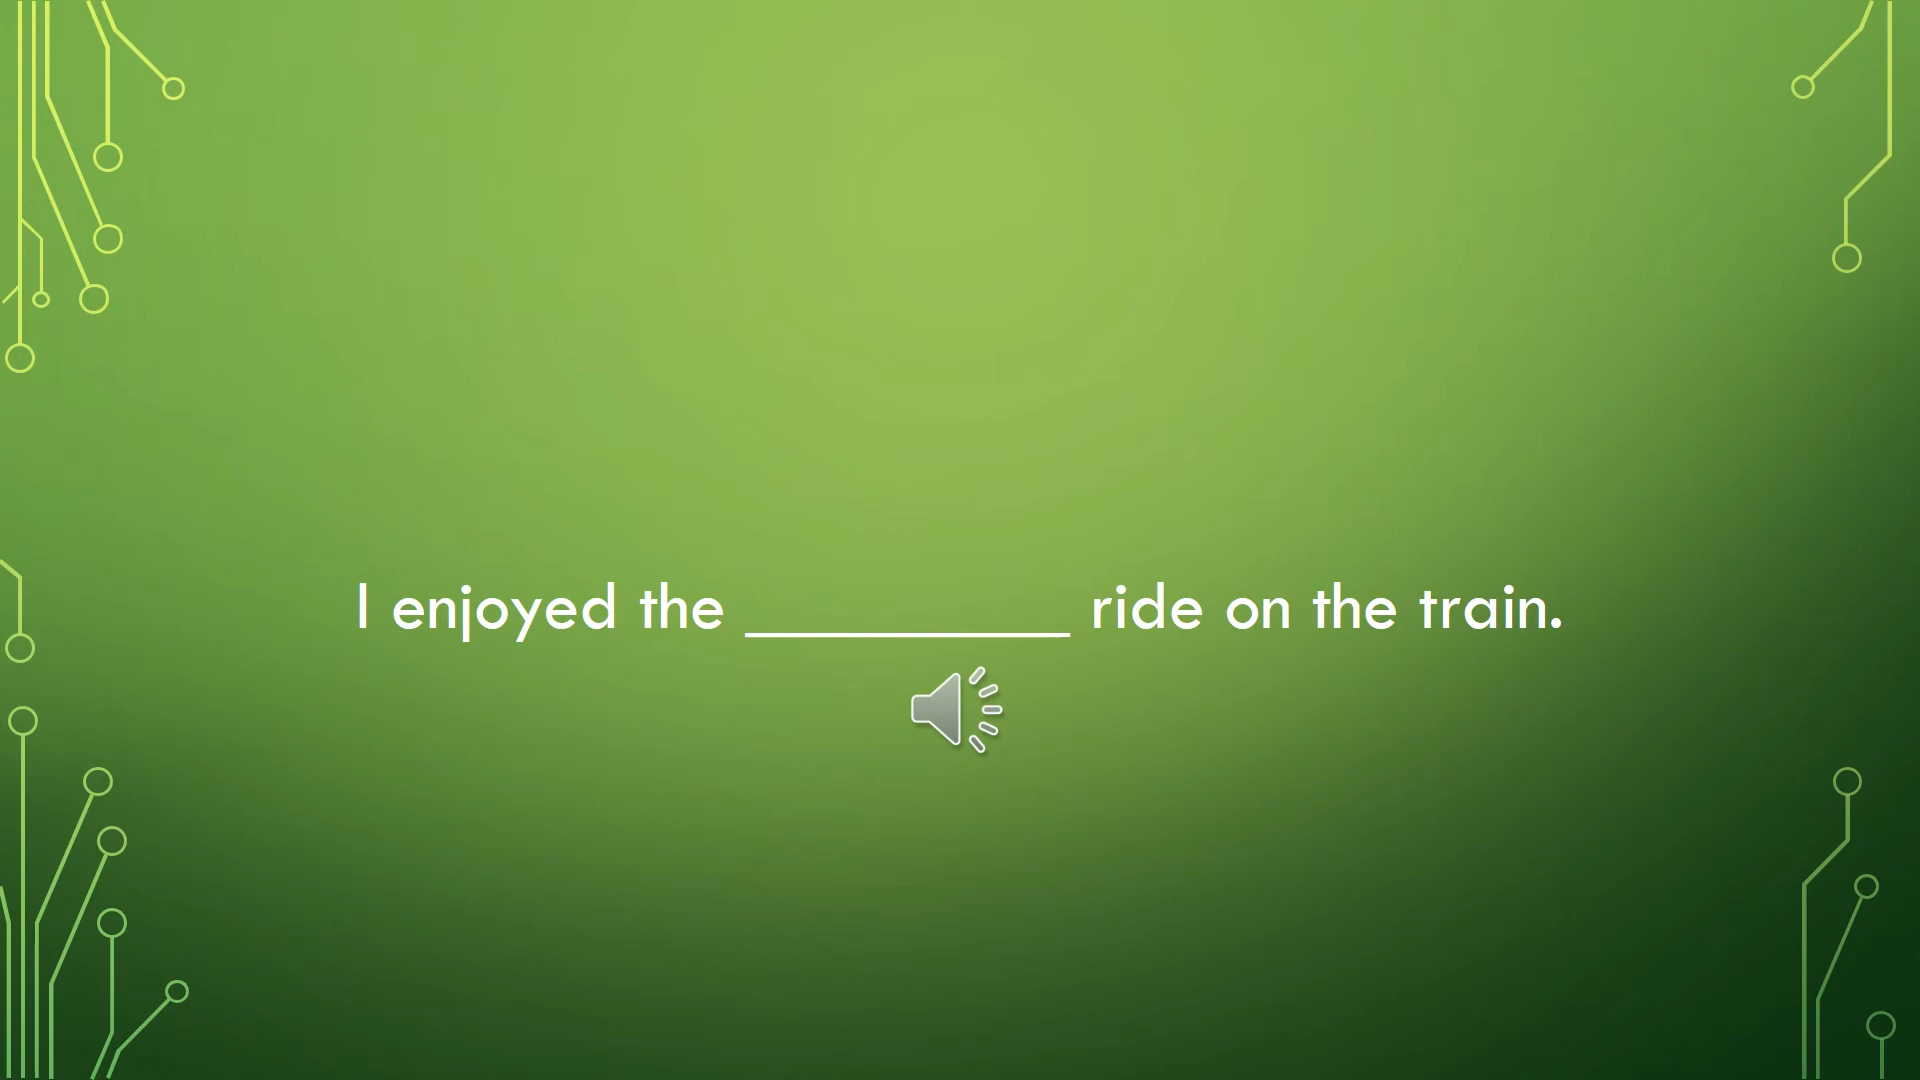 I enjoyed the __________ ride on the train.